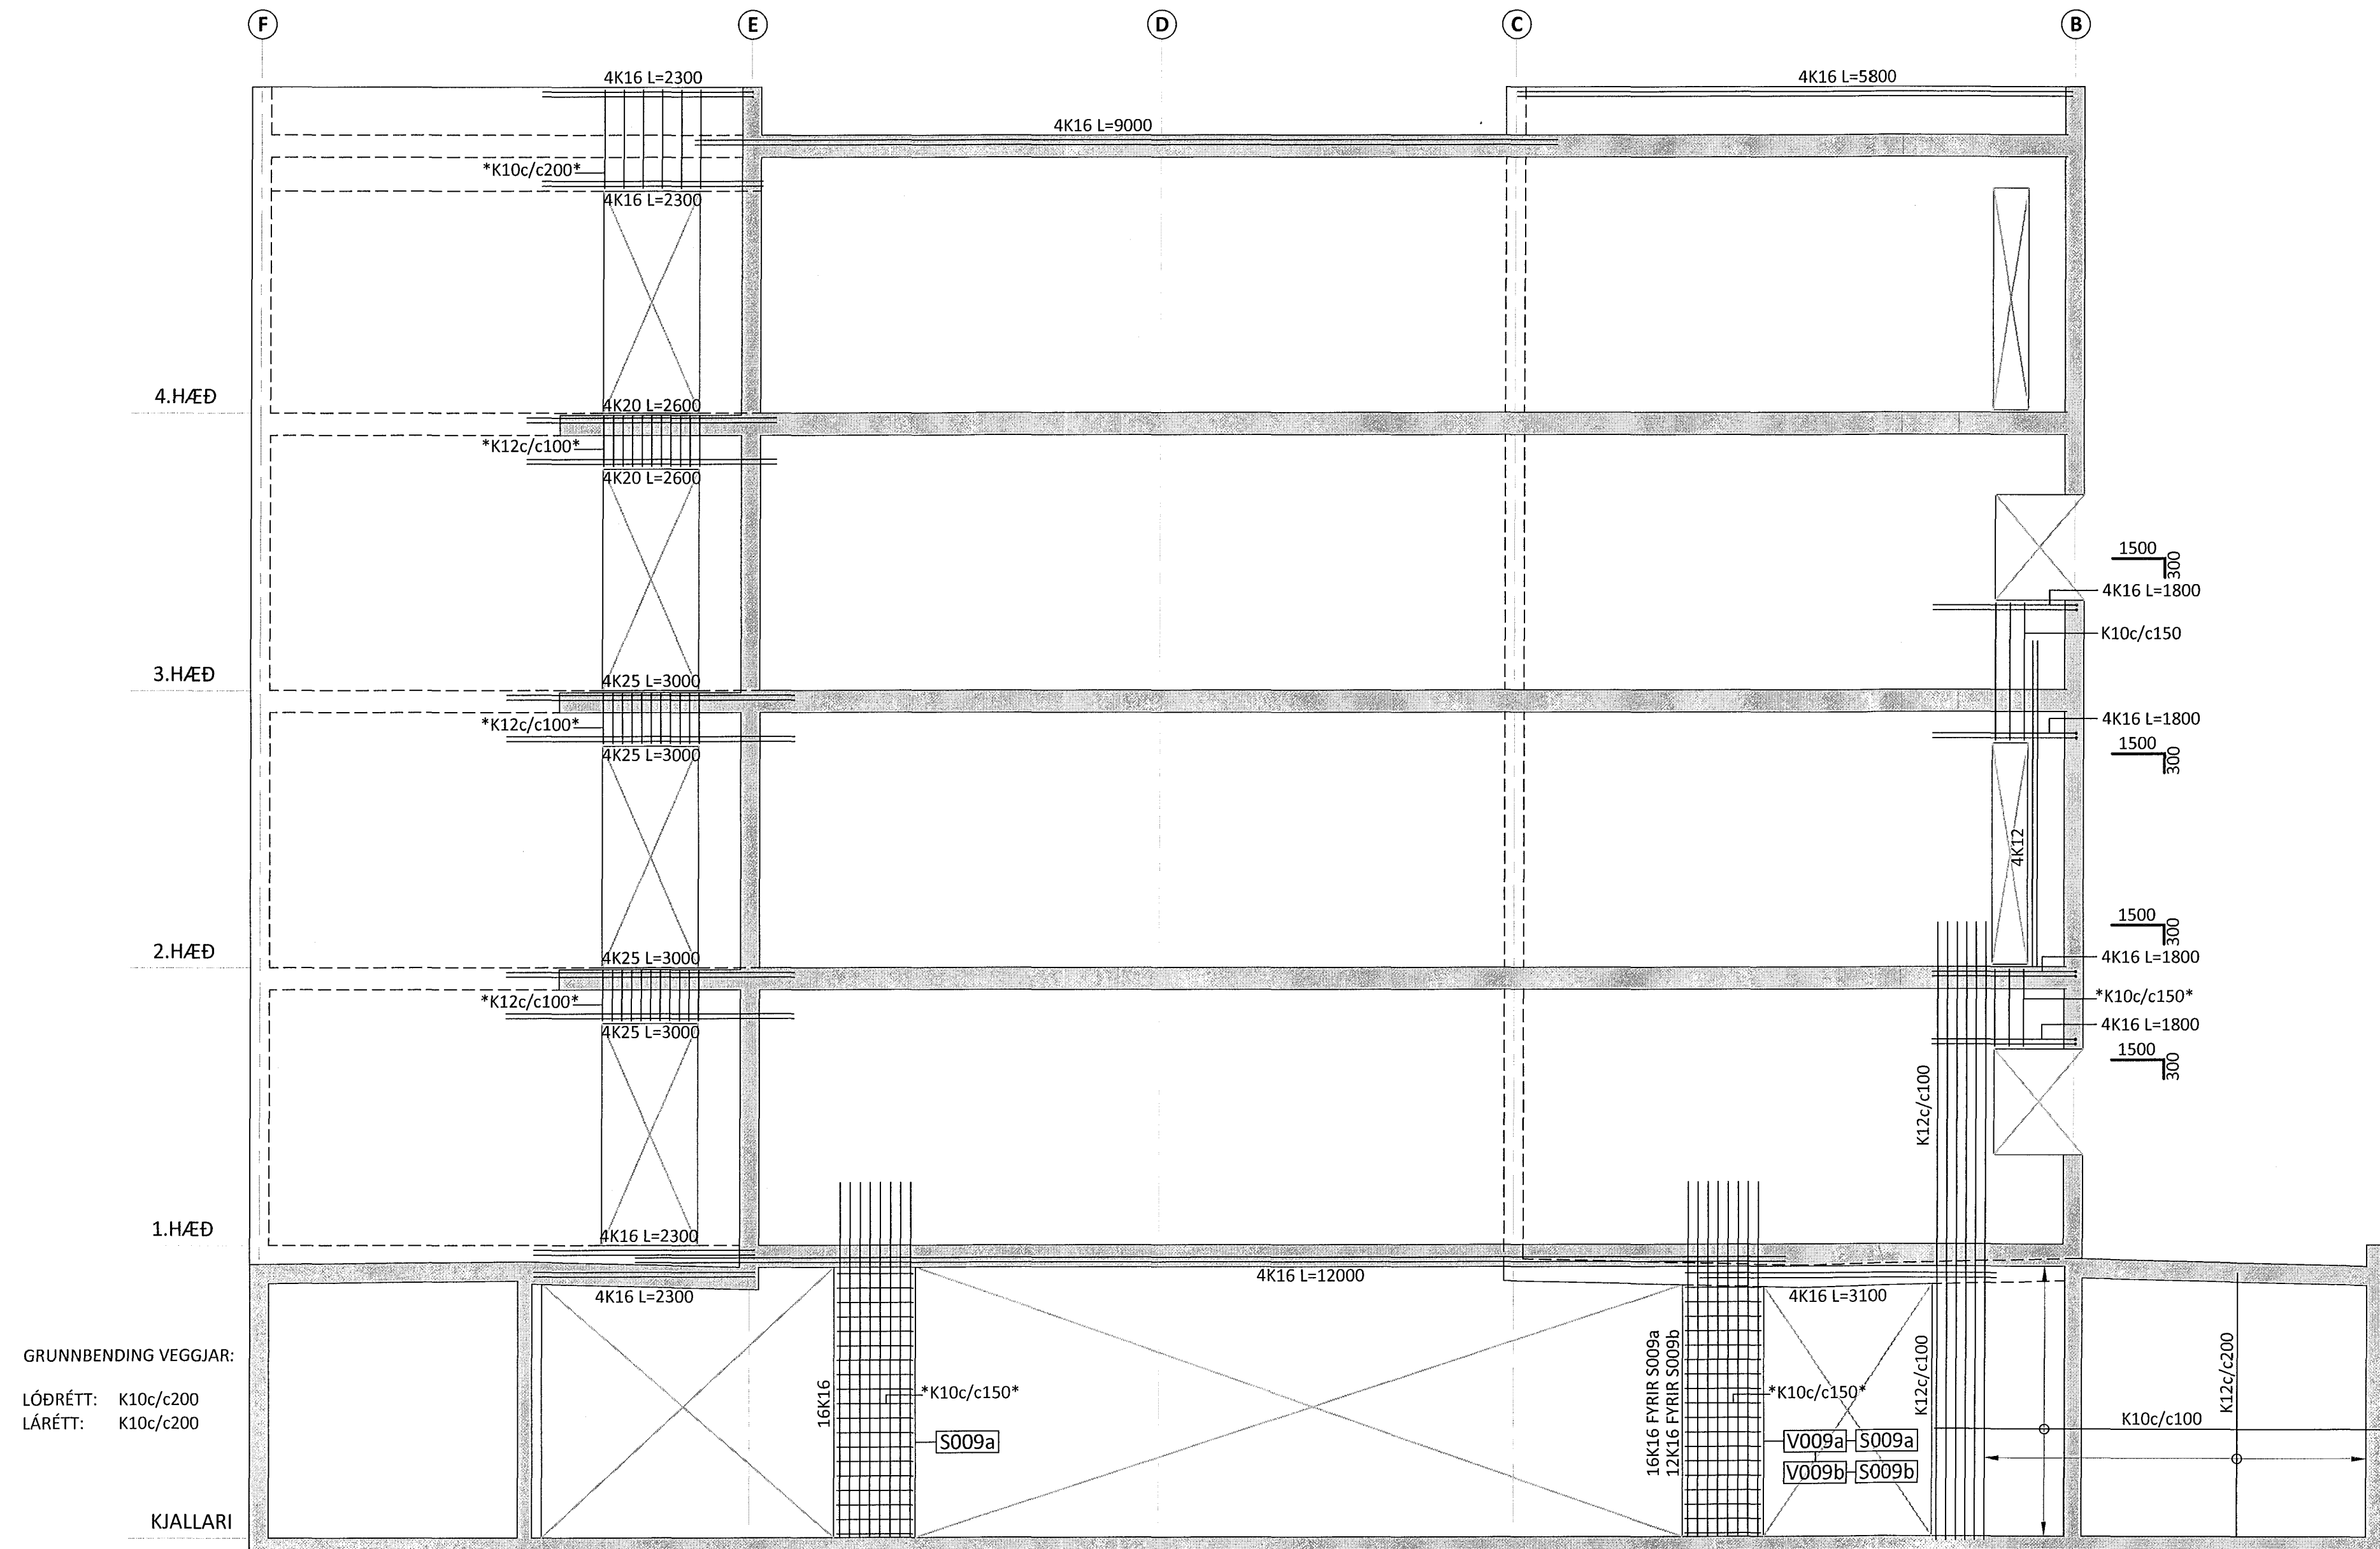 F
E
D
C
B
4K16 L=2300
4K16 L=5800
4K16 L=9000
*K10c/c200*
4K16 L=2300
4.HÆÐ
4K20 L=2600
*K12c/c100*
4K20 L=2600
1500
300
4K16 L=1800
K10c/c150
3.HÆÐ
4K25 L=3000
*K12c/c100*
4K16 L=1800
4K25 L=3000
1500
300
4K12
2.HÆÐ
4K25 L=3000
1500
300
4K16 L=1800
*K12c/c100*
*K10c/c150*
4K25 L=3000
4K16 L=1800
1500
300
K12c/c100
1.HÆÐ
4K16 L=2300
4K16 L=12000
4K16 L=2300
4K16 L=3100
GRUNNBENDING VEGGJAR:
LÓÐRÉTT: K10c/c200
LÁRÉTT: K10c/c200
16K16
*K10c/c150*
S009a
16K16 FYRIR S009a
12K16 FYRIR S009b
*K10c/c150*
K12c/c100
K12c/c200
K10c/c100
V009a
S009a
V009b
S009b
KJALLARI